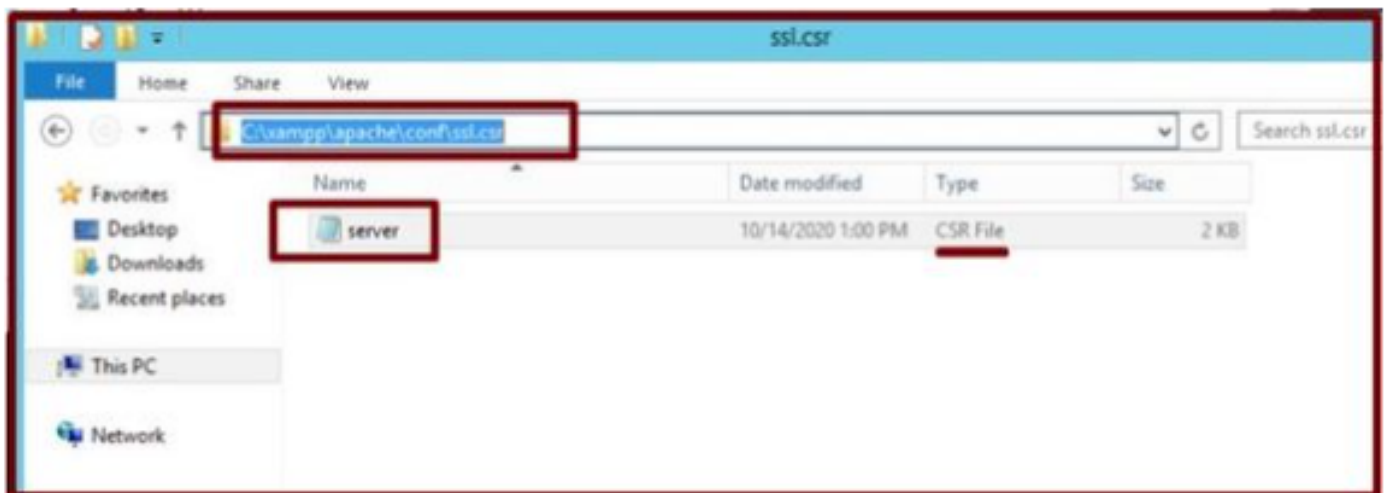 ssl.csr
File Home Share View
C:\xampp\apache\conf\ssl.csr
Search ssl.csr
Name Date modified Type Size
Favorites
server 10/14/2020 1:00 PM CSR File 2 KB
Desktop
Downloads
Recent places
This PC
Network